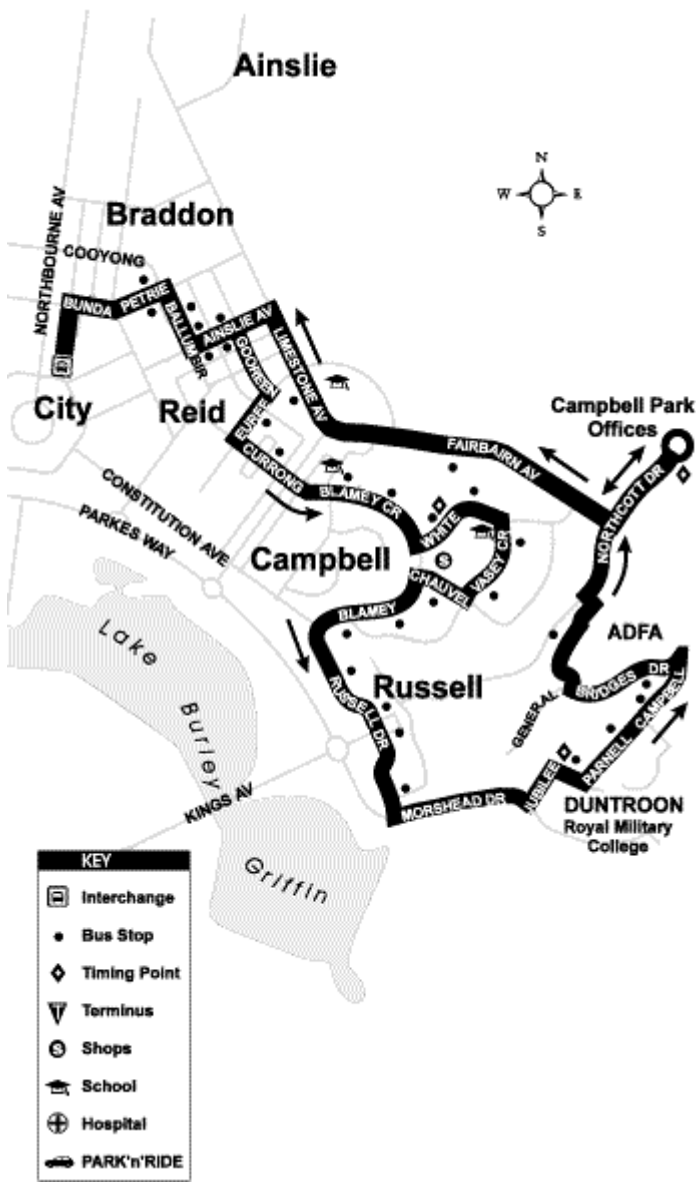 Ainslie
N
W E
S
Braddon
NORTHBOURNE AV
COOYONG
BUNDA
PETRIE
BALLUMBIR
AINSLIE AV
LIMESTONE AV
GOOREEN
City
Reid
EUREE
CURRONG
Campbell Park
Offices
FAIRBAIRN AV
NORTHCOTT DR
CONSTITUTION AVE
PARKES WAY
BLAMEY CR
WHITE
VASEY CR
CHAUVEL
S
Campbell
BLAMEY
ADFA
Lake
Burley
Griffin
Russell
RUSSELL DR
GENERAL
BRIDGES DR
PARNELL
CAMPBELL
JUBILEE
MORSHEAD DR
KINGS AV
DUNTROON
Royal Military
College
KEY
Interchange
Bus Stop
Timing Point
T Terminus
S Shops
School
Hospital
PARK'n'RIDE